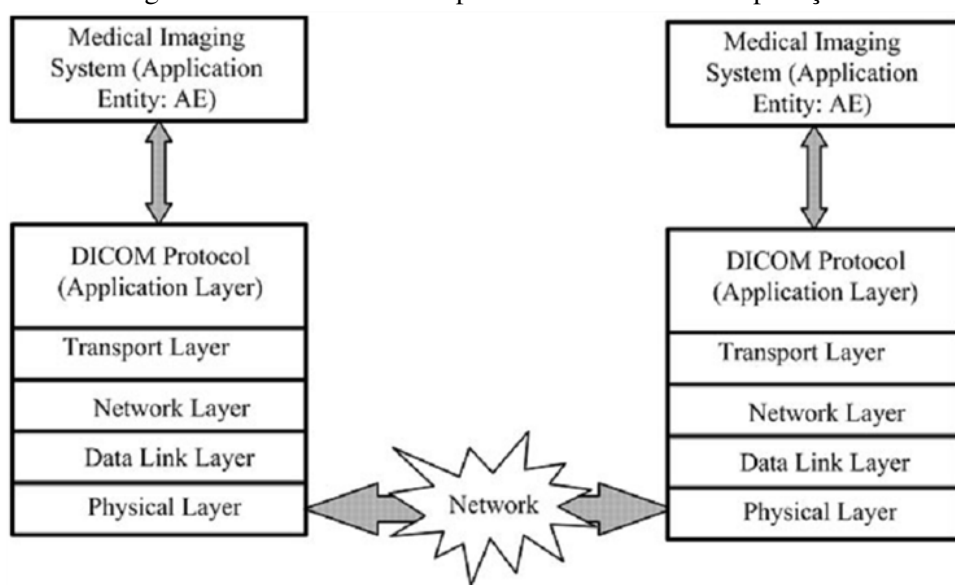 Medical Imaging
System (Application
Entity: AE)
DICOM Protocol
(Application Layer)
Transport Layer
Network Layer
Data Link Layer
Physical Layer
Network
Medical Imaging
System (Application
Entity: AE)
DICOM Protocol
(Application Layer)
Transport Layer
Network Layer
Data Link Layer
Physical Layer